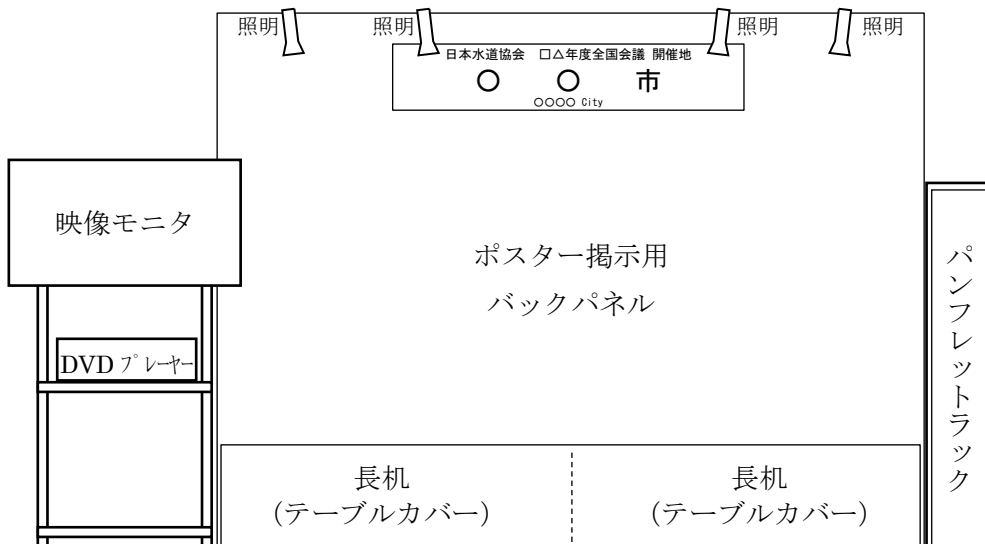 照明
照明
照明
照明
日本水道協会 □△年度全国会議 開催地
○ ○ 市
○○○○ City
映像モニタ
ポスター掲示用
バックパネル
パンフレットラック
DVD プレーヤー
長机
(テーブルカバー)
長机
(テーブルカバー)